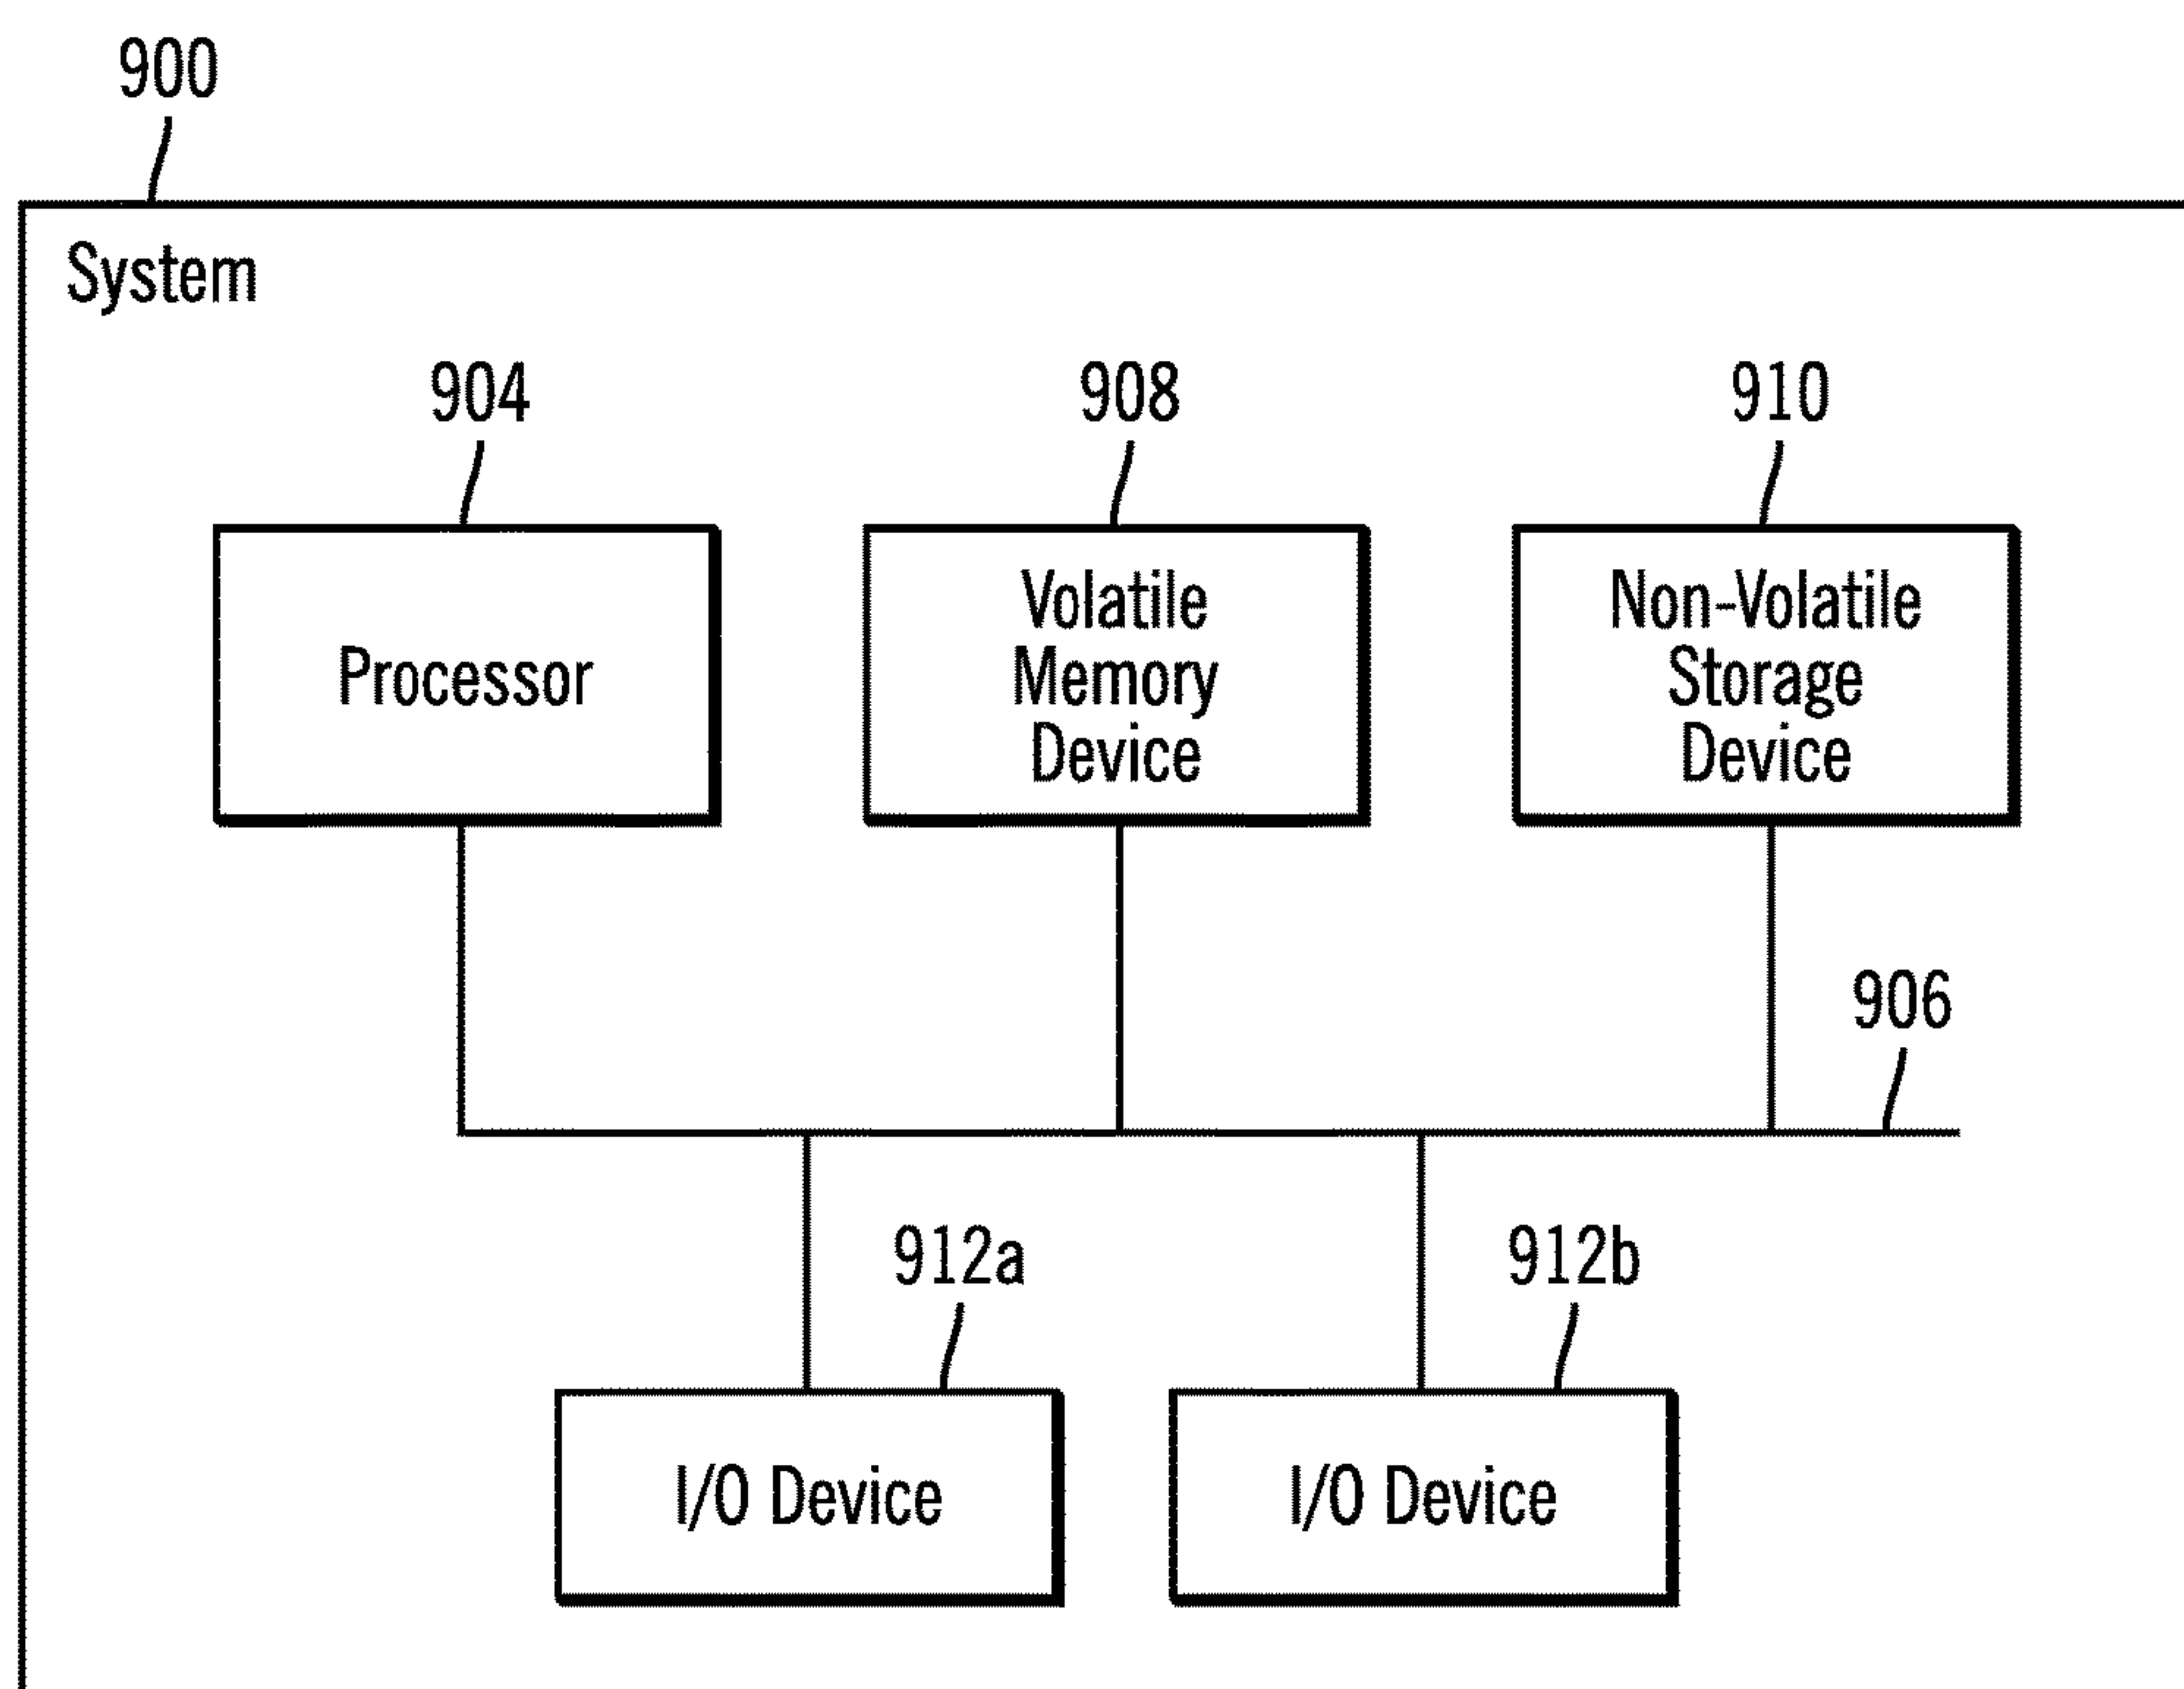 900
System
904
908
910
Processor
Volatile
Memory
Device
Non-Volatile
Storage
Device
906
912a
912b
I/O Device
I/O Device